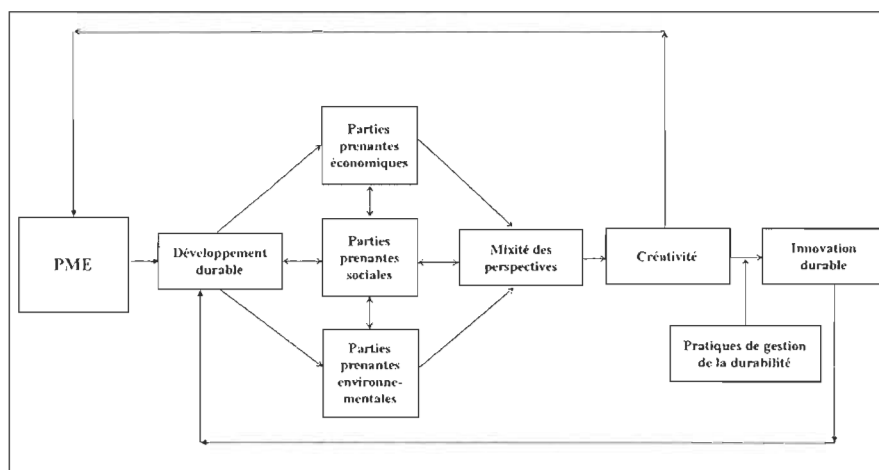 Parties
prenantes
économiques
PME
Développement
durable
Parties
prenantes
sociales
Mixité des
perspectives
Créativité
Innovation
durable
Parties
prenantes
environne-
mentales
Pratiques de gestion
de la durabilité